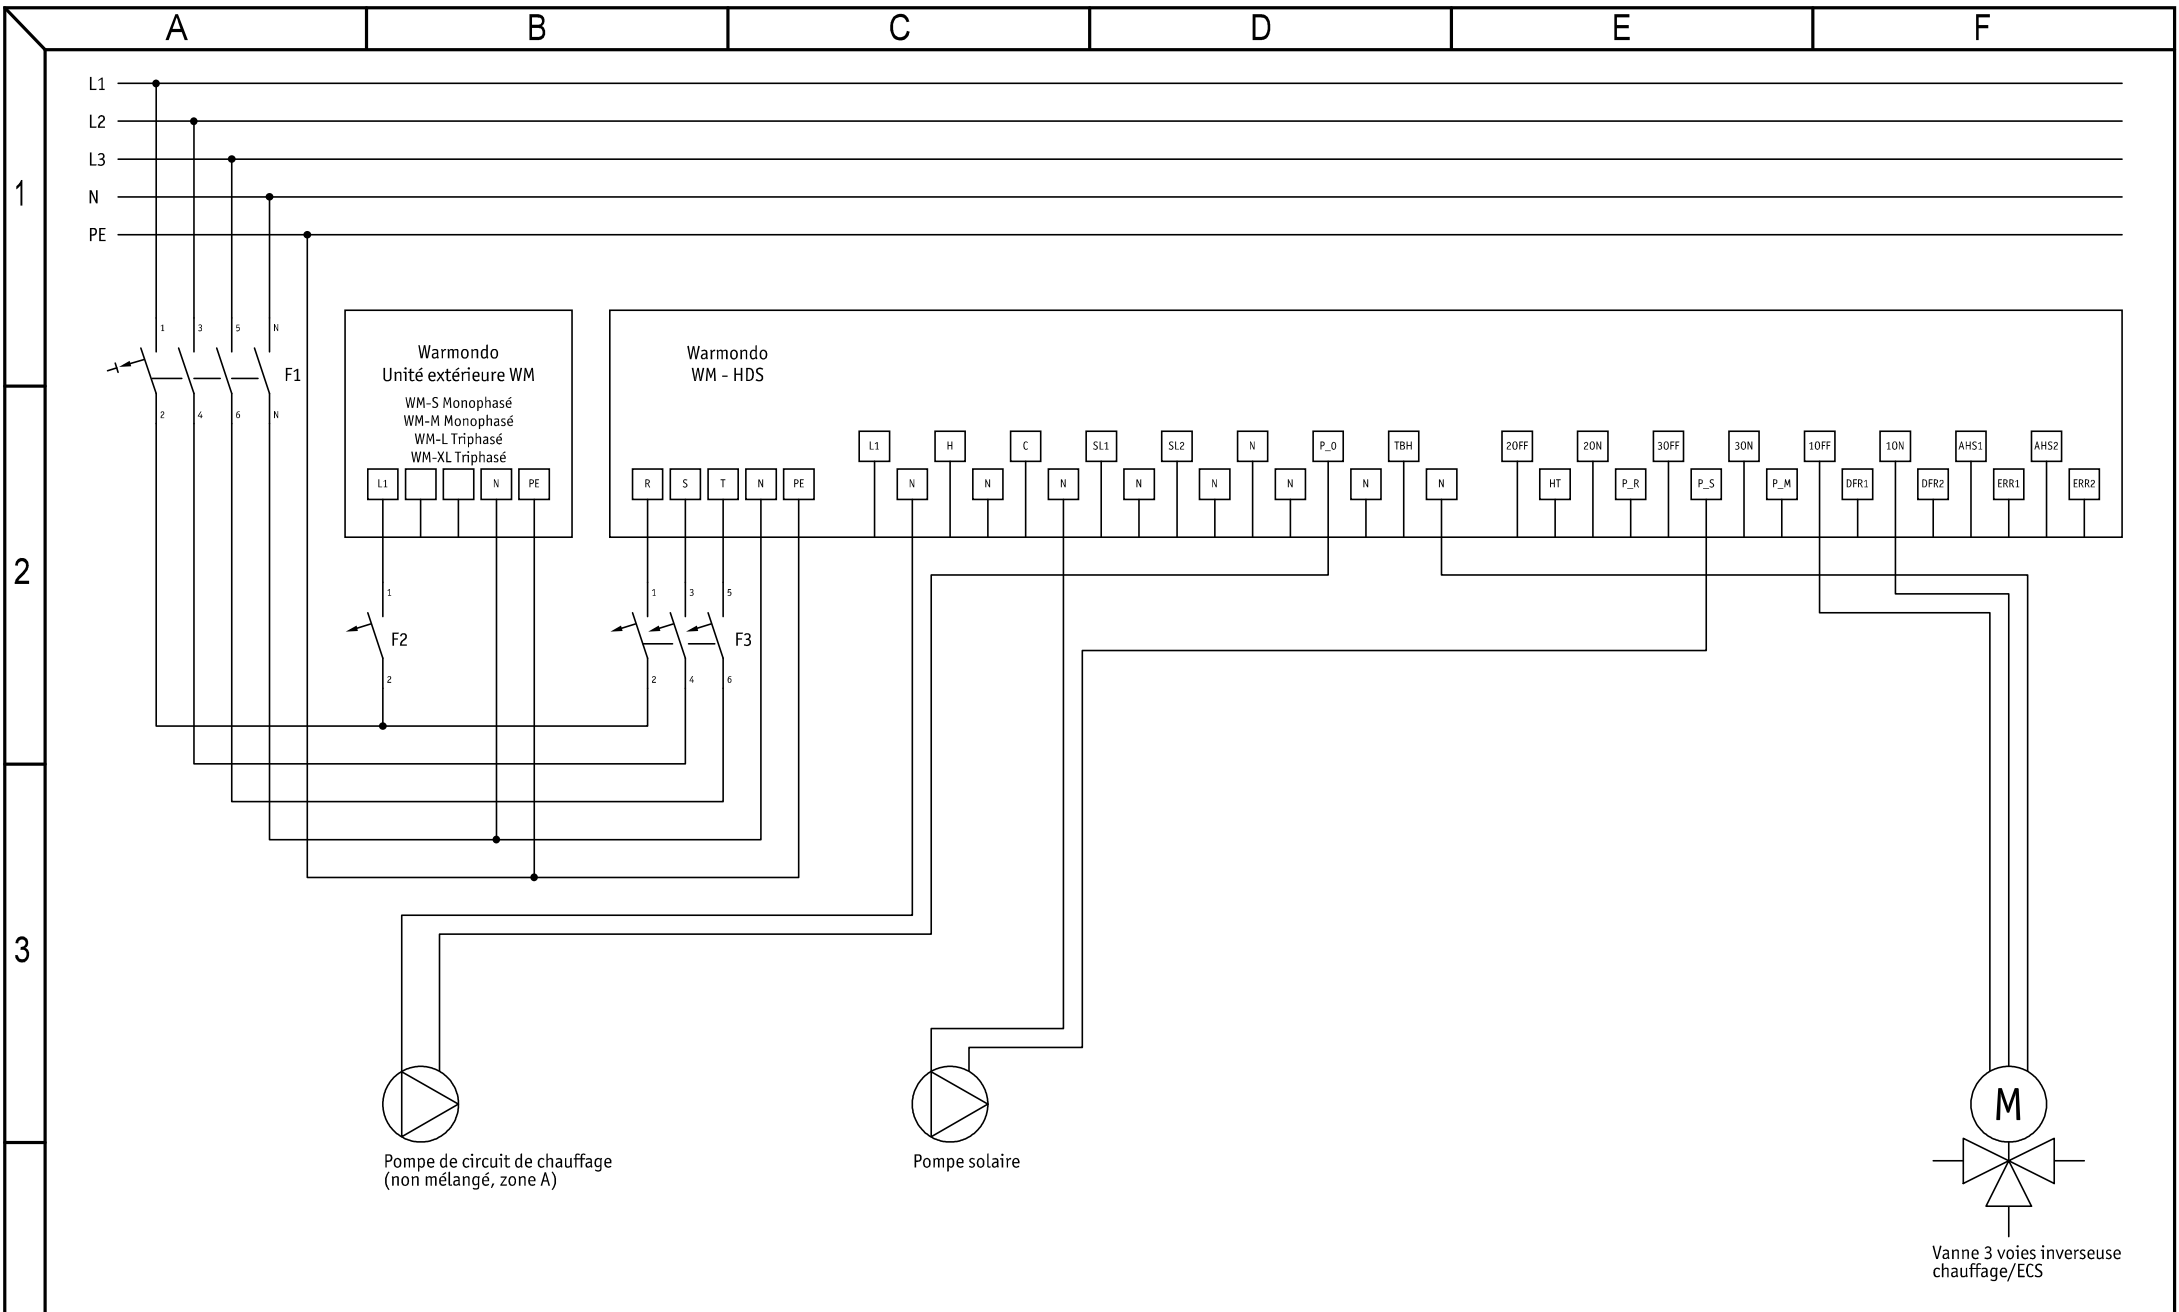 A B C D E F
1
2
3
L1
L2
L3
N
PE
1 3 5 N
F1
2 4 6 N
Warmondo
Unité extérieure WM
WM-S Monophasé
WM-M Monophasé
WM-L Triphasé
WM-XL Triphasé
L1 N PE
Warmondo
WM - HDS
L1 H C SL1 SL2 N P_O TBH 2OFF 2ON 3OFF 3ON 1OFF 1ON AHS1 AHS2
R S T N PE N N N N N N N N HT P_R P_S P_M DFR1 DFR2 ERR1 ERR2
1
F2
2
1 3 5
F3
2 4 6
Pompe de circuit de chauffage
(non mélangé, zone A)
Pompe solaire
M
Vanne 3 voies inverseuse
chauffage/ECS